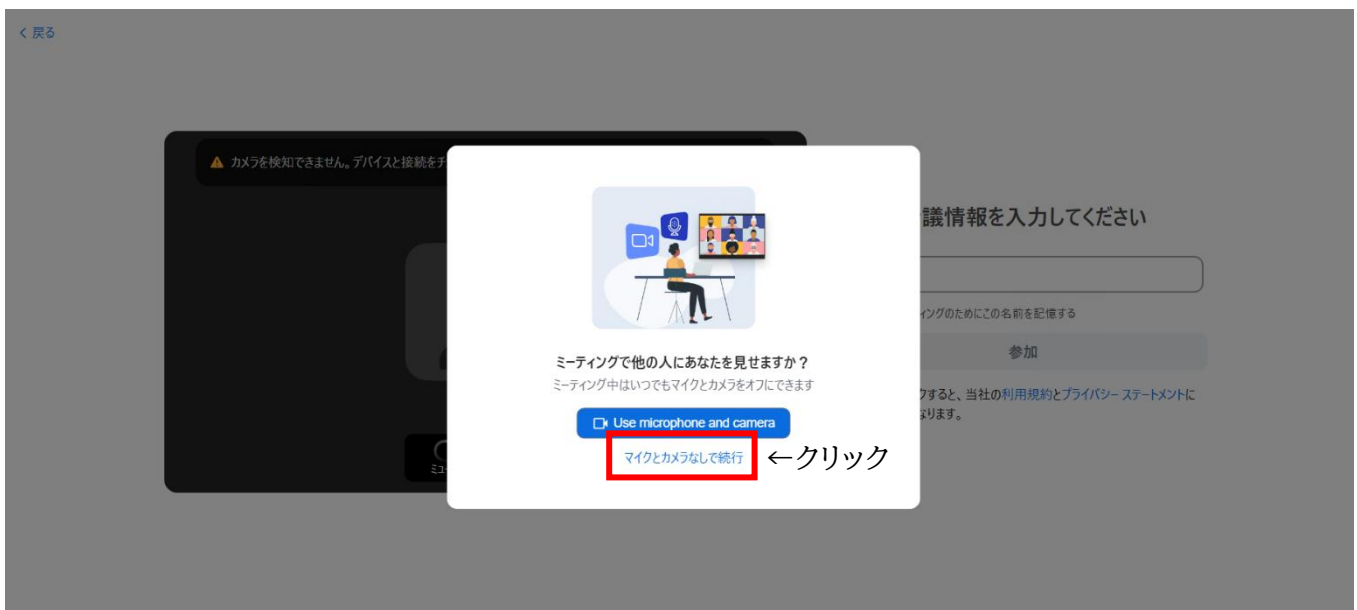 く 戻る
カメラを検知できません。デバイスと接続をチ
ミーティングで他の人にあなたを見せますか？
ミーティング中はいつでもマイクとカメラをオフにできます
Use microphone and camera
マイクとカメラなしで続行
←クリック
議情報を入力してください
ィングのためにこの名前を記憶する
参加
クすると、当社の利用規約とプライバシー ステートメントに
なります。
ミュー